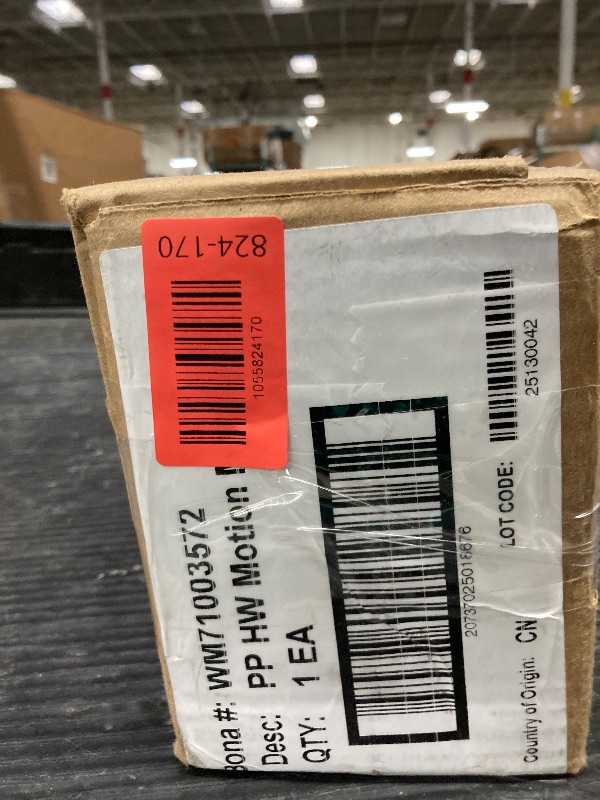 824-170
1055824170
Bona #: WM71003572
Desc: PP HW Motion
QTY: 1 EA
LOT CODE:
25130042
Country of Origin: CN